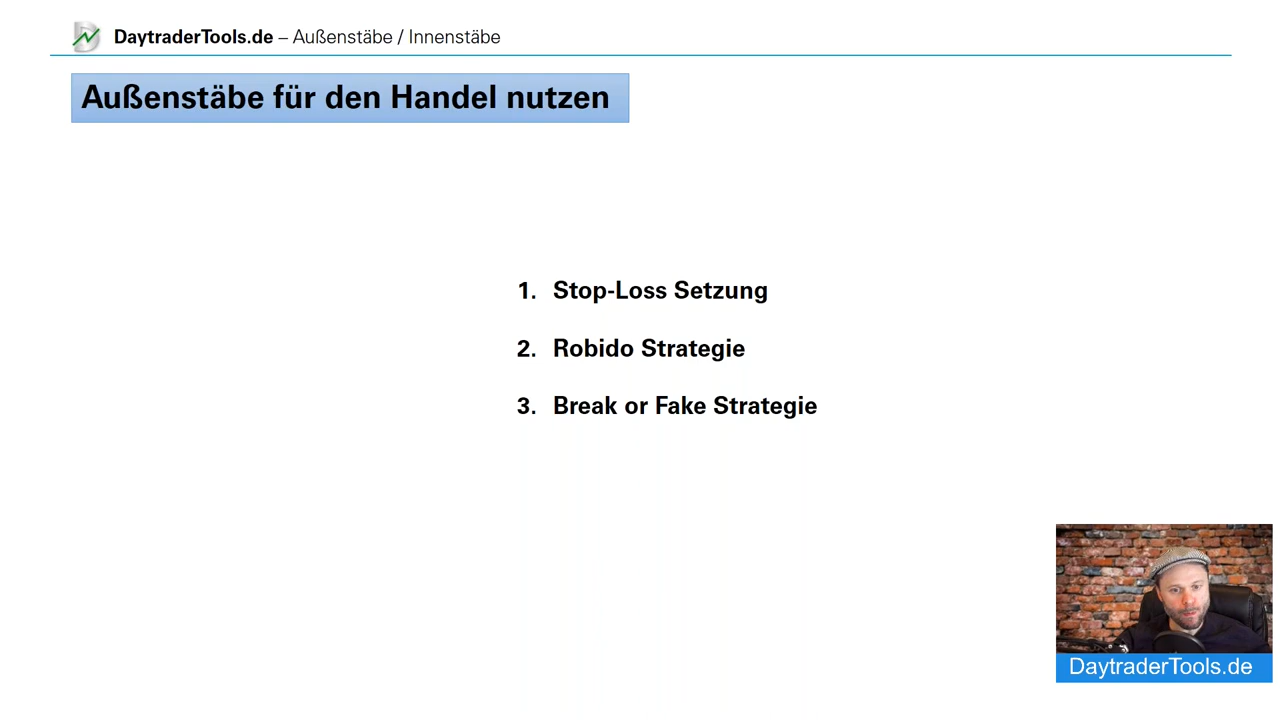 DaytraderTools.de – Außenstäbe / Innenstäbe
Außenstäbe für den Handel nutzen
1. Stop-Loss Setzung
2. Robido Strategie
3. Break or Fake Strategie
DaytraderTools.de